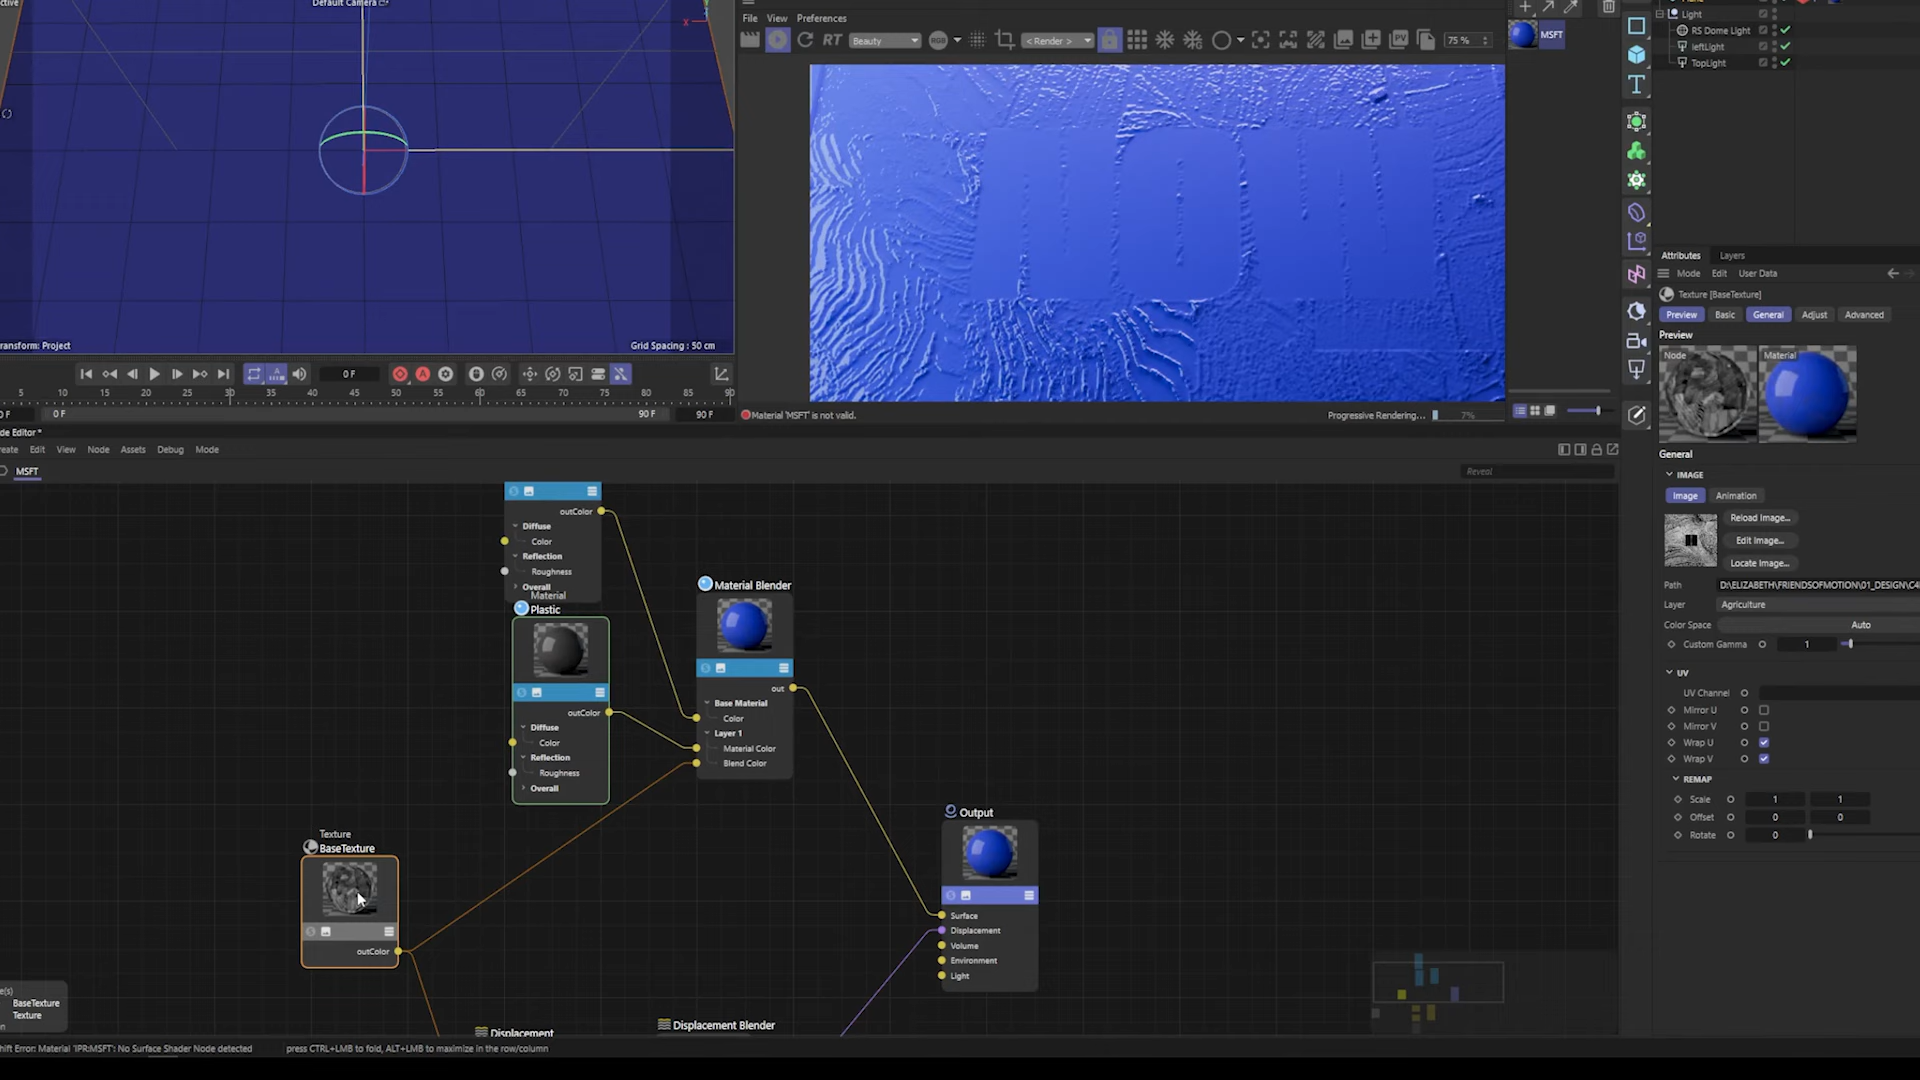 Default Camera
Transform: Project
Grid Spacing : 50 cm
File View Preferences
RT Beauty <Render> 75 %
MSFT
Light
RS Dome Light
leftLight
TopLight
0 F
5 10 15 20 25 30 35 40 45 50 55 60 65 70 75 80 85 90
0 F 90 F 90 F
Material 'MSFT' is not valid.
Progressive Rendering... 7%
de Editor *
reate Edit View Node Assets Debug Mode
MSFT
Reveal
outColor
Diffuse
Color
Reflection
Roughness
Overall
Material
Plastic
outColor
Diffuse
Color
Reflection
Roughness
Overall
Material Blender
out
Base Material
Color
Layer 1
Material Color
Blend Color
Texture
BaseTexture
outColor
Output
Surface
Displacement
Volume
Environment
Light
Displacement
Displacement Blender
BaseTexture
Texture
hift Error: Material 'IPR:MSFT': No Surface Shader Node detected
press CTRL+LMB to fold, ALT+LMB to maximize in the row/column
Attributes Layers
Mode Edit User Data
Texture [BaseTexture]
Preview Basic General Adjust Advanced
Preview
Node Material
General
IMAGE
Image Animation
Reload Image...
Edit Image...
Locate Image...
Path D:\ELIZABETH\FRIENDSOFMOTION\01_DESIGN\C4
Layer Agriculture
Color Space Auto
Custom Gamma 1
UV
UV Channel
Mirror U
Mirror V
Wrap U
Wrap V
REMAP
Scale 1 1
Offset 0 0
Rotate 0